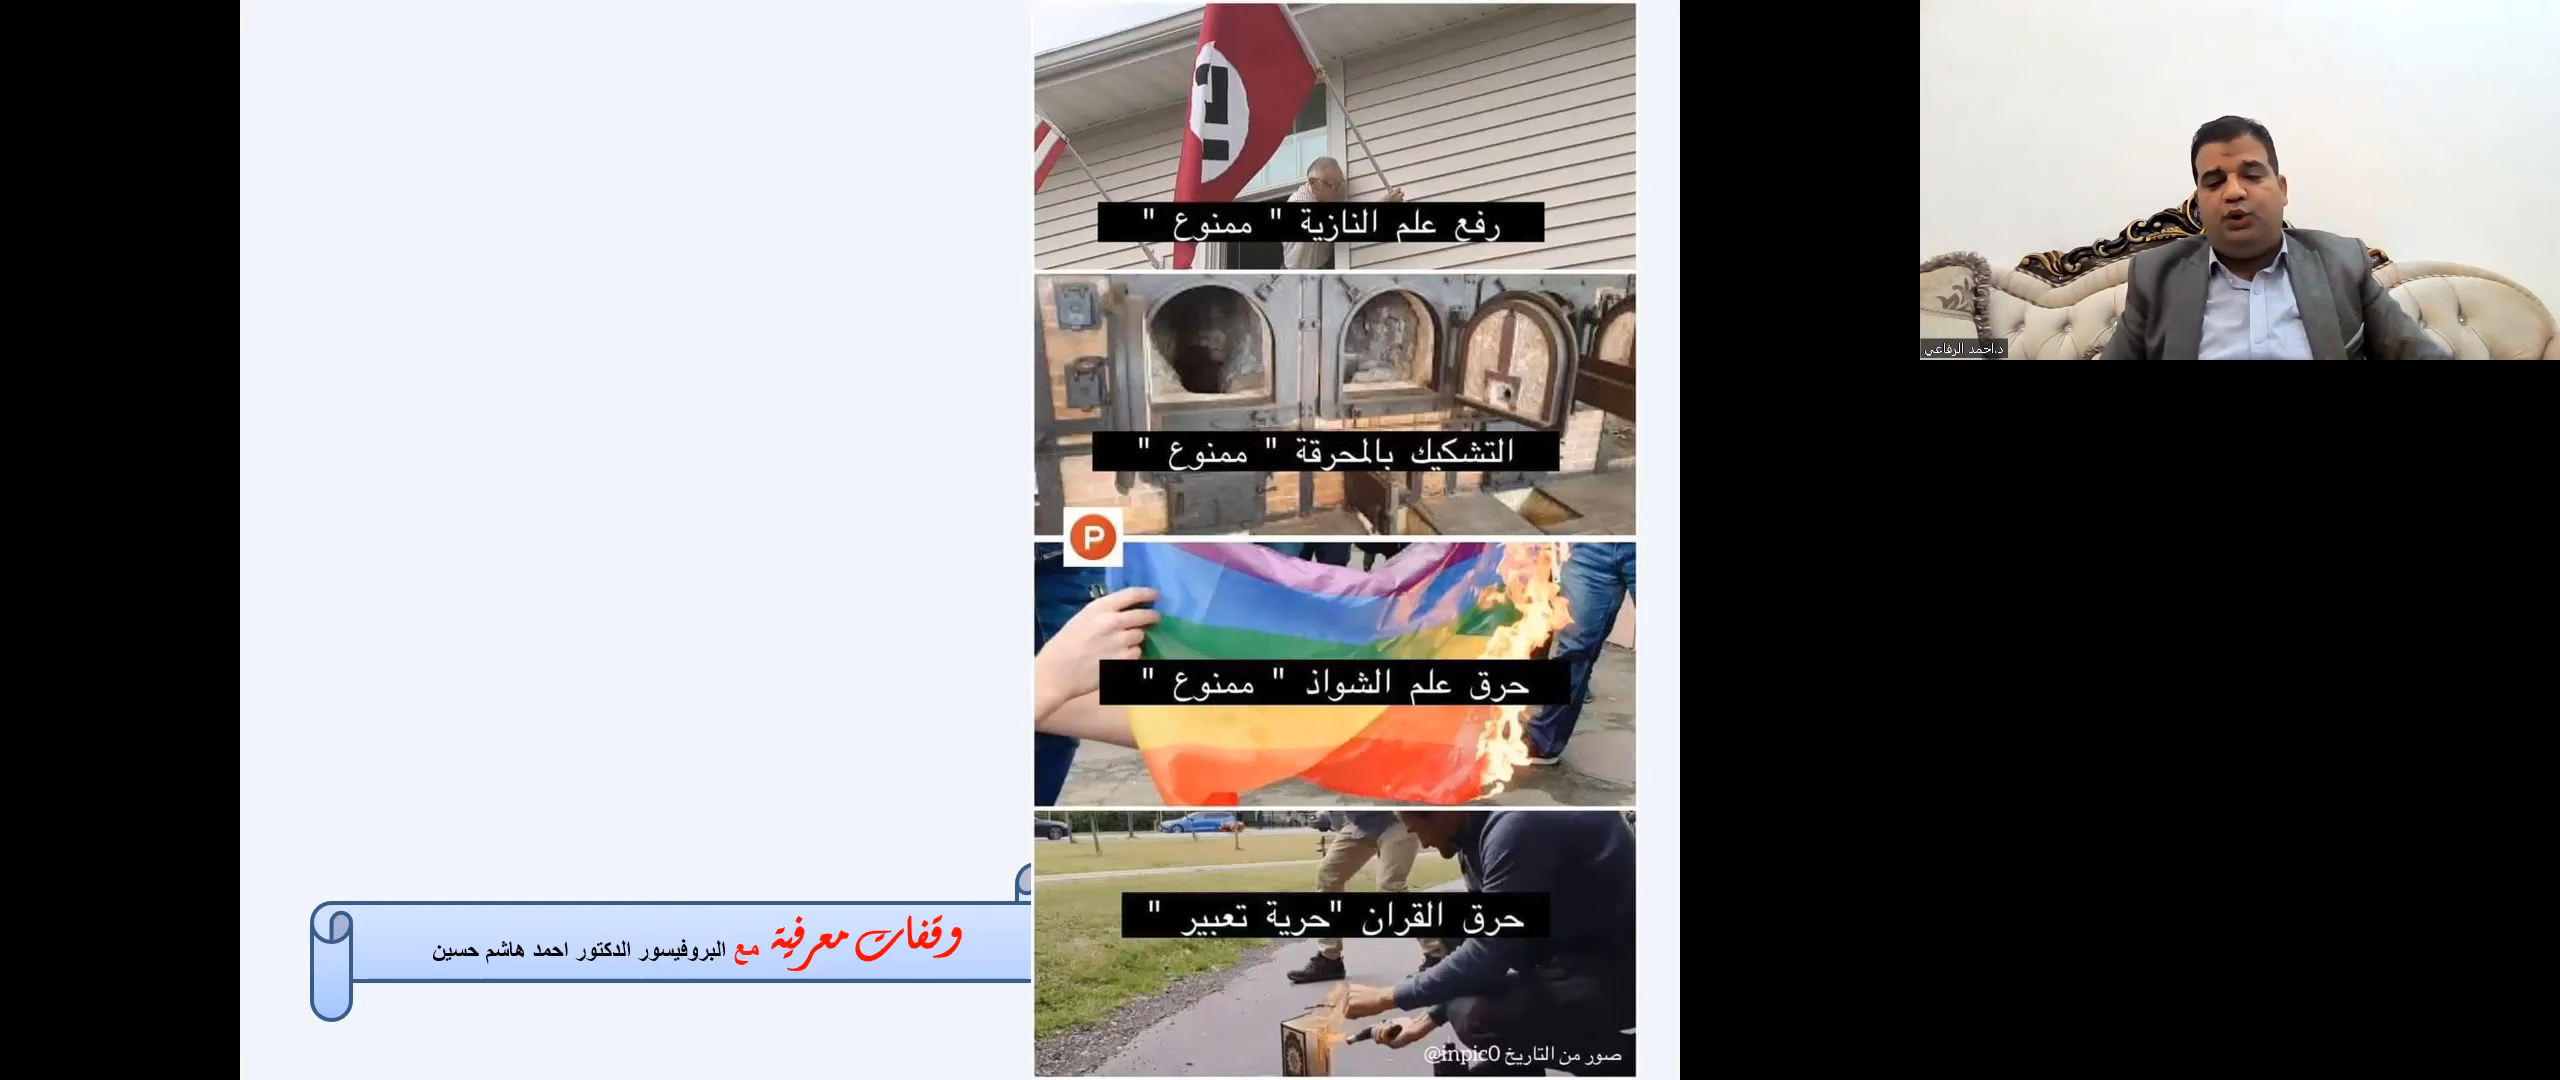 رفع علم النازية " ممنوع "
التشكيك بالمحرقة " ممنوع "
P
حرق علم الشواذ " ممنوع "
حرق القران "حرية تعبير "
صور من التاريخ @inpic0
وقفات معرفية مع البروفيسور الدكتور احمد هاشم حسين
د.احمد الرفاعي